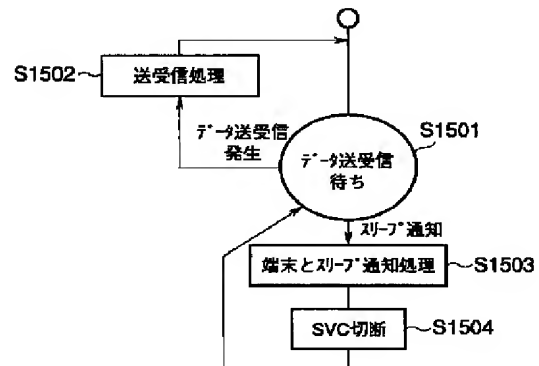 S1502
送受信処理
データ送受信
発生
S1501
データ送受信
待ち
スリープ通知
端末とスリープ通知処理
S1503
SVC切断
S1504